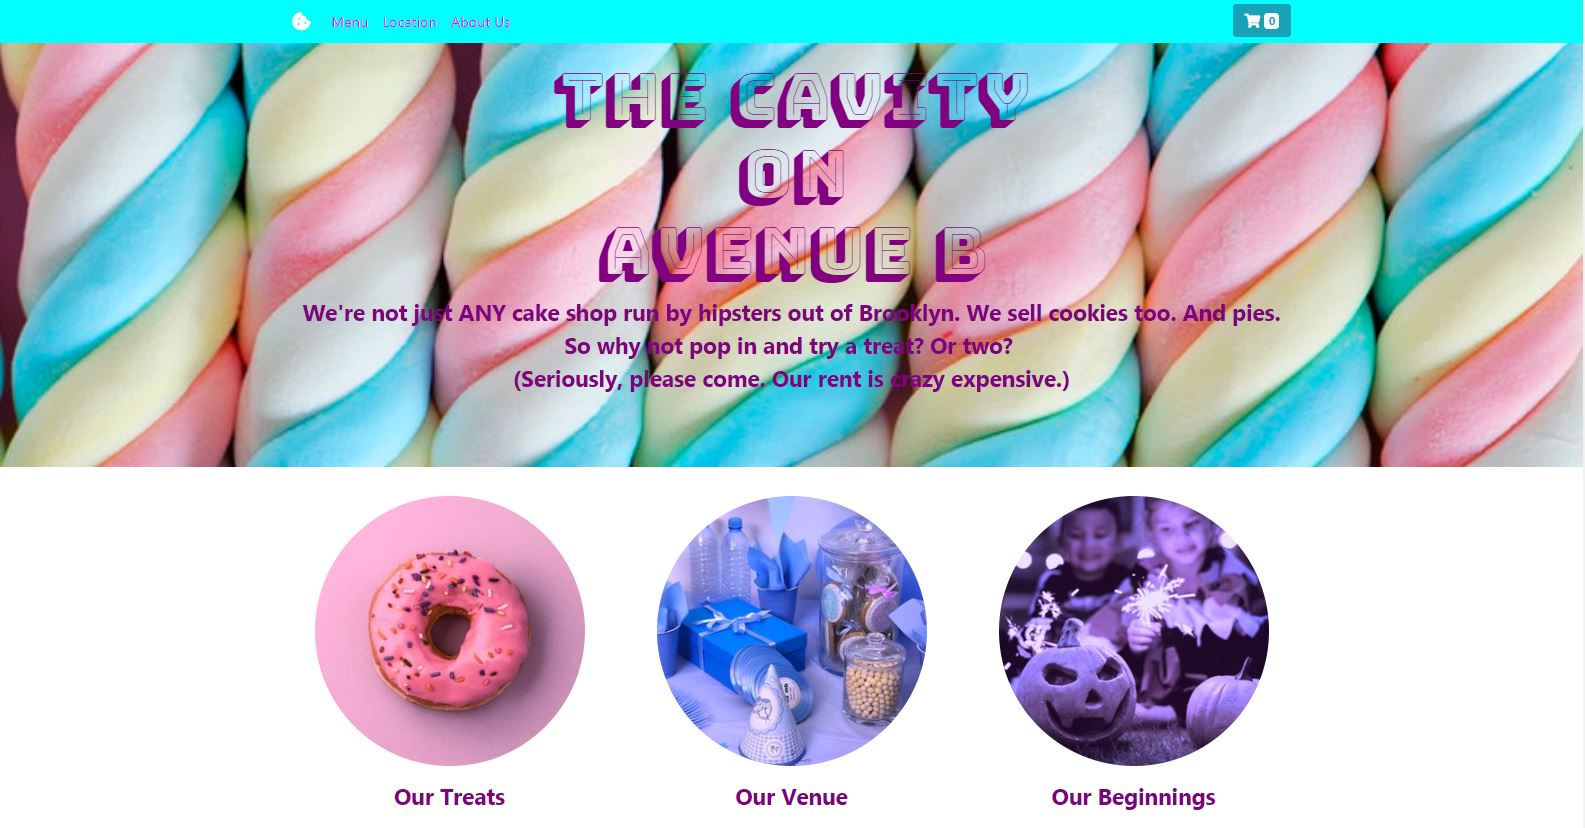 Menu Location About Us 0
THE CAVITY
ON
AVENUE B
We're not just ANY cake shop run by hipsters out of Brooklyn. We sell cookies too. And pies.
So why not pop in and try a treat? Or two?
(Seriously, please come. Our rent is crazy expensive.)
Our Treats Our Venue Our Beginnings